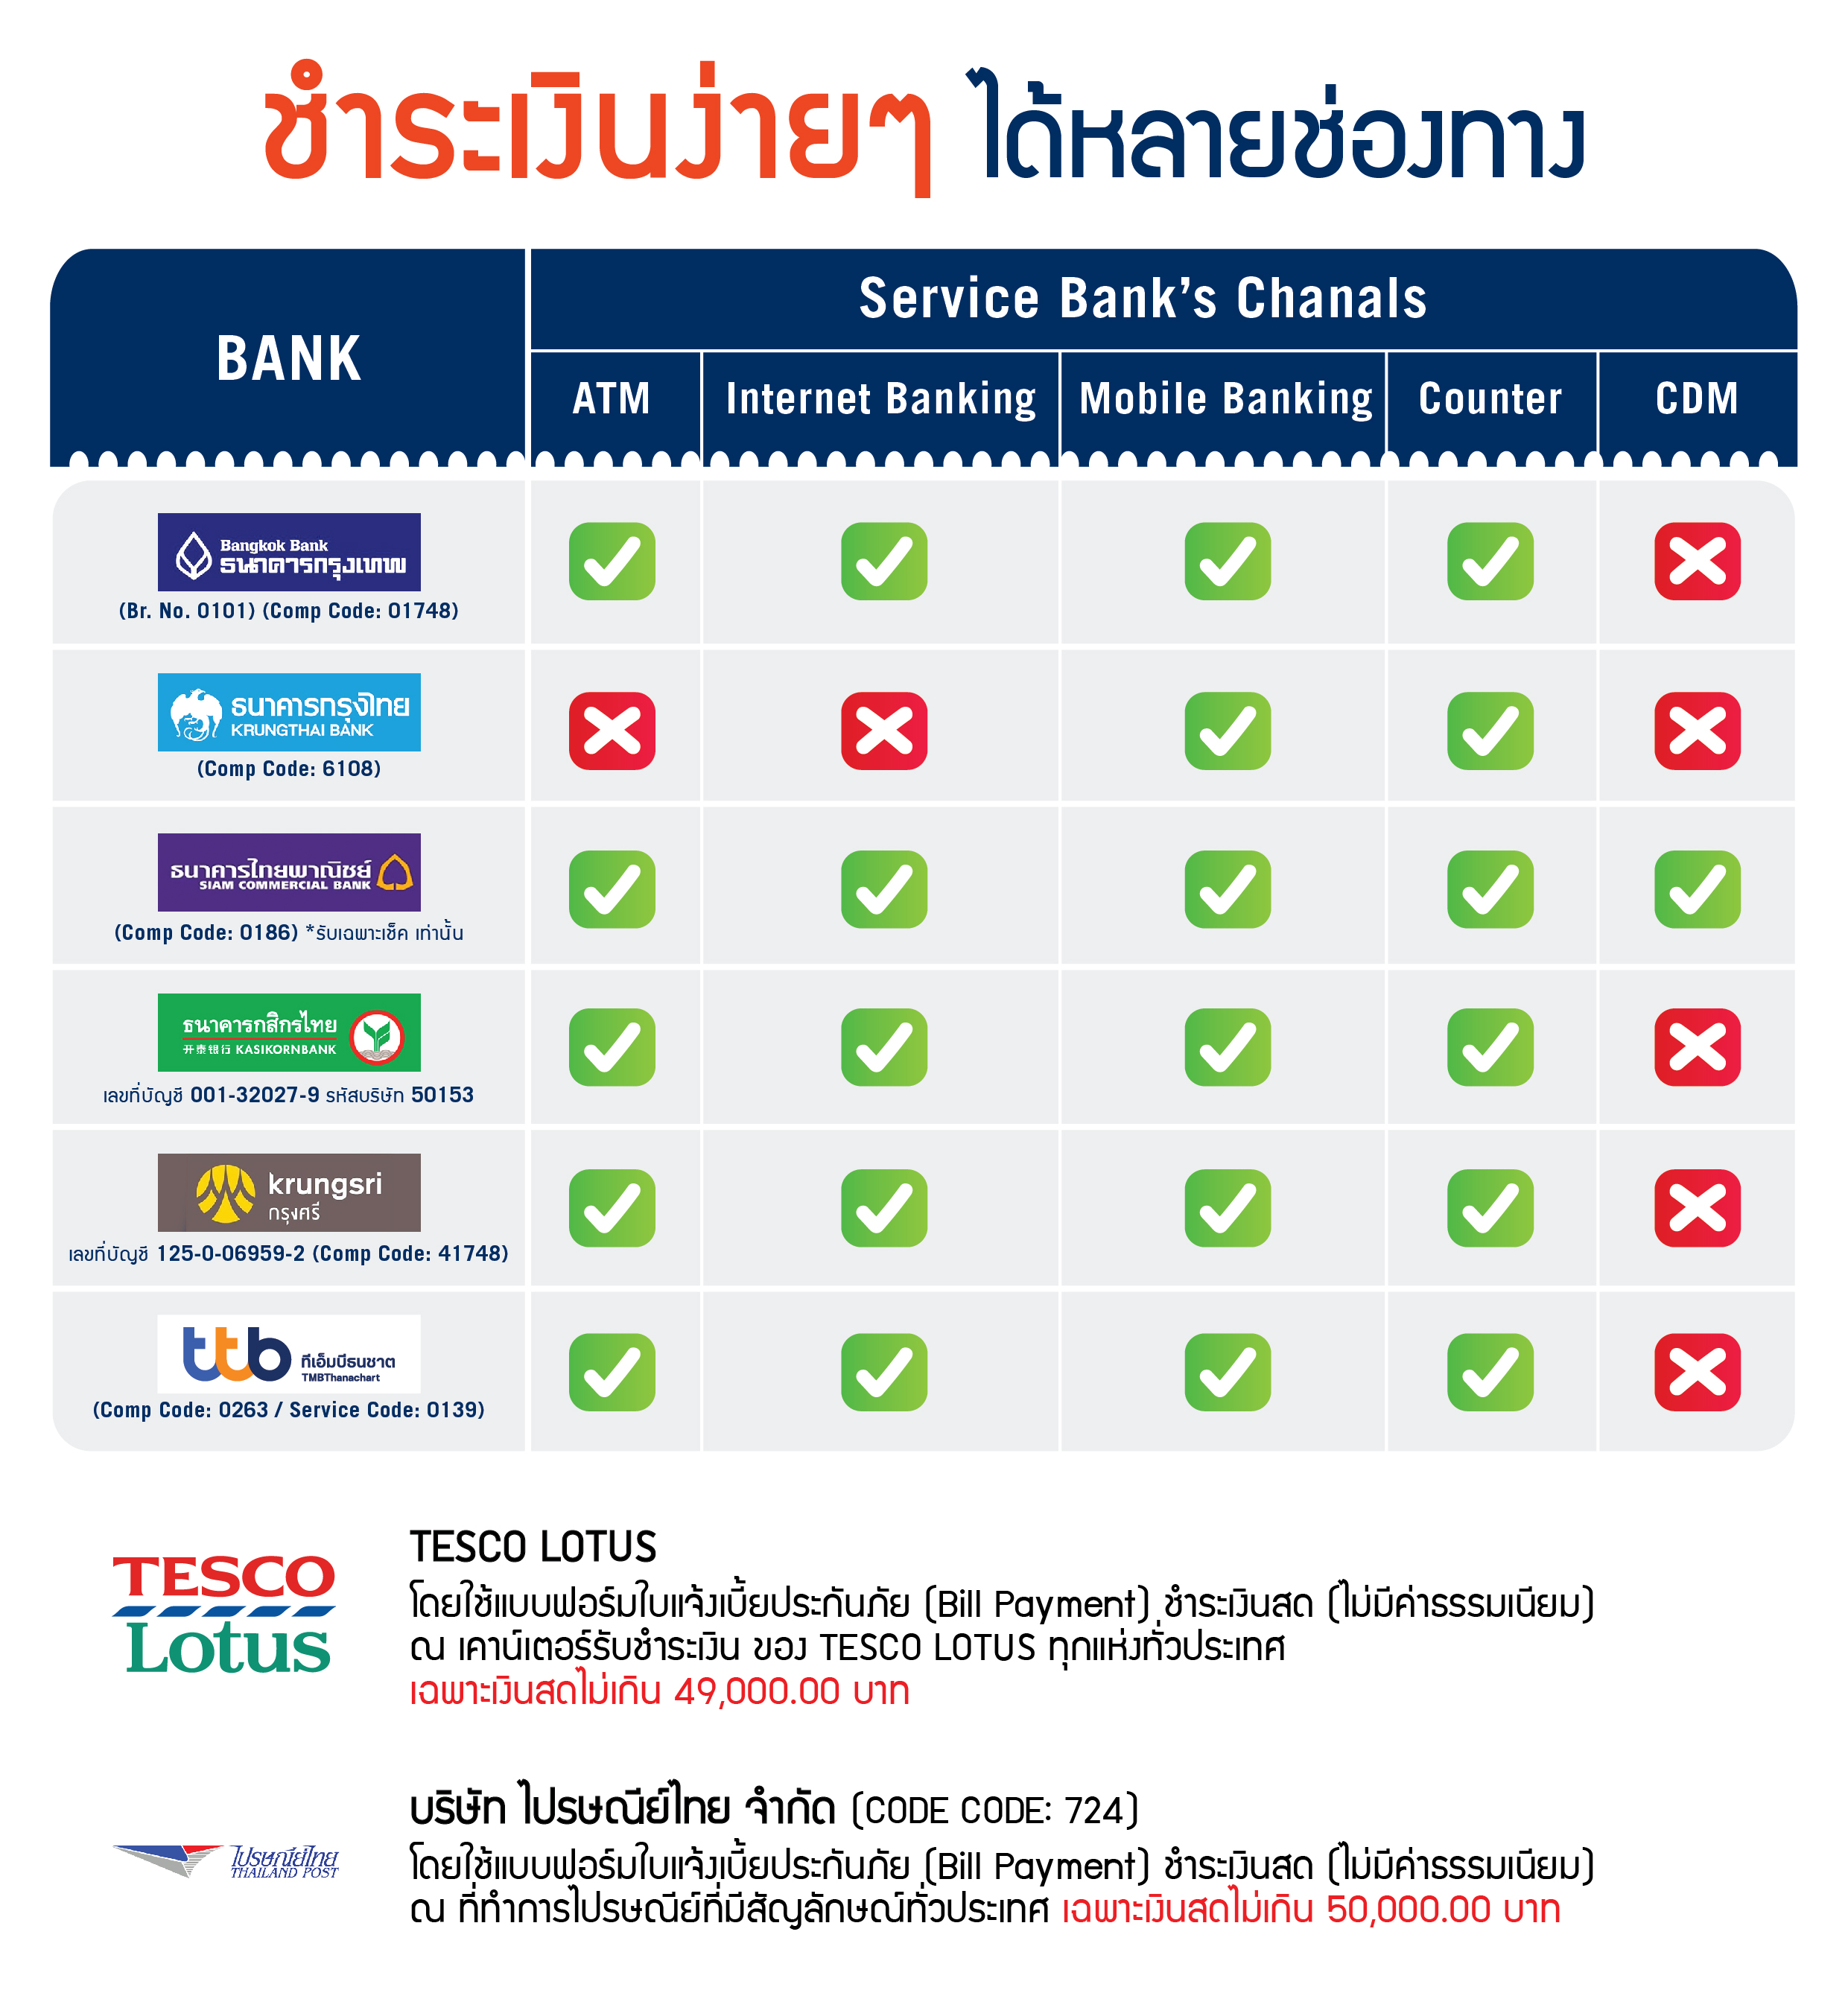 ชำระเงินง่ายๆ ได้หลายช่องทาง
BANK
Service Bank's Chanals
ATM Internet Banking Mobile Banking Counter CDM
Bangkok Bank
ธนาคารกรุงเทพ
(Br. No. 0101) (Comp Code: 01748)
ธนาคารกรุงไทย
KRUNGTHAI BANK
(Comp Code: 6108)
ธนาคารไทยพาณิชย์
SIAM COMMERCIAL BANK
(Comp Code: 0186) *รับเฉพาะเช็ค เท่านั้น
ธนาคารกสิกรไทย
开泰银行 KASIKORNBANK
เลขที่บัญชี 001-32027-9 รหัสบริษัท 50153
krungsri
กรุงศรี
เลขที่บัญชี 125-0-06959-2 (Comp Code: 41748)
ttb ทีเอ็มบีธนชาต
TMBThanachart
(Comp Code: 0263 / Service Code: 0139)
TESCO
Lotus
TESCO LOTUS
โดยใช้แบบฟอร์มใบแจ้งเบี้ยประกันภัย (Bill Payment) ชำระเงินสด (ไม่มีค่าธรรมเนียม)
ณ เคาน์เตอร์รับชำระเงิน ของ TESCO LOTUS ทุกแห่งทั่วประเทศ
เฉพาะเงินสดไม่เกิน 49,000.00 บาท
ไปรษณีย์ไทย
THAILAND POST
บริษัท ไปรษณีย์ไทย จำกัด (CODE CODE: 724)
โดยใช้แบบฟอร์มใบแจ้งเบี้ยประกันภัย (Bill Payment) ชำระเงินสด (ไม่มีค่าธรรมเนียม)
ณ ที่ทำการไปรษณีย์ที่มีสัญลักษณ์ทั่วประเทศ เฉพาะเงินสดไม่เกิน 50,000.00 บาท